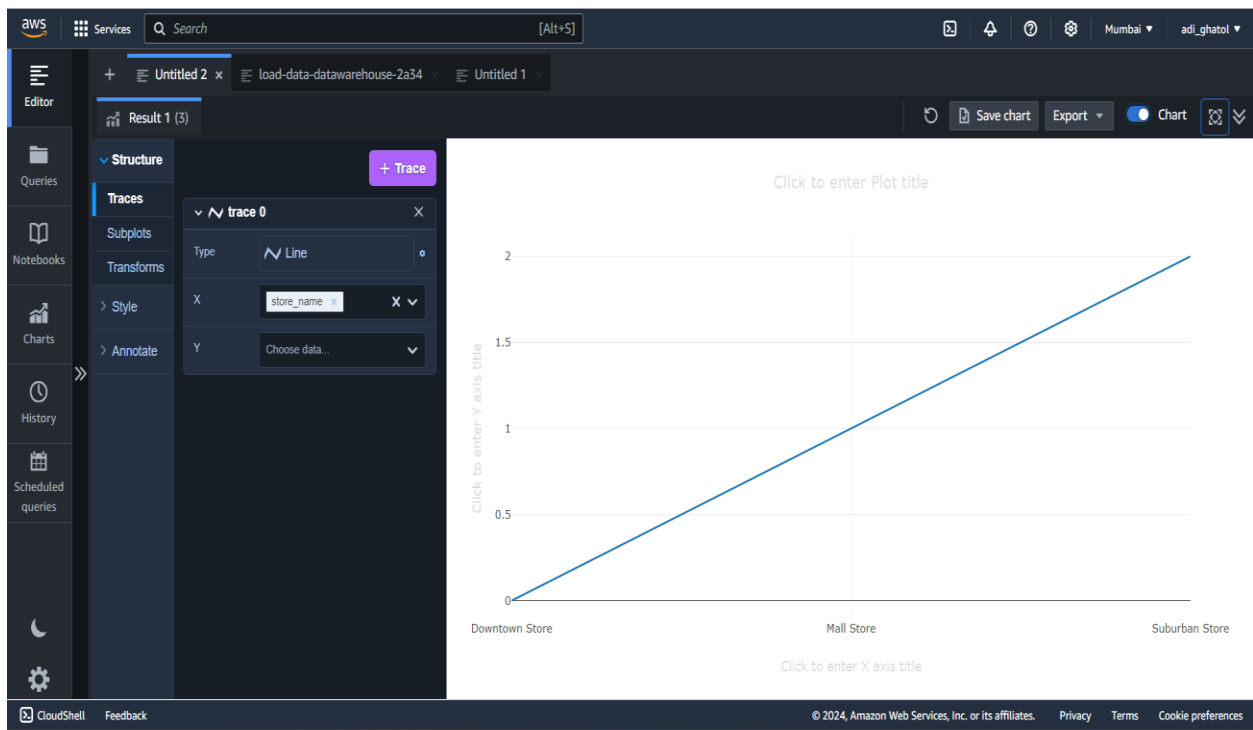 aws Services Search [Alt+S] Mumbai ▼ adi_ghatol ▼
Editor
Queries
Notebooks
Charts
History
Scheduled
queries
+ Untitled 2 x load-data-datawarehouse-2a34 x Untitled 1 x
Result 1 (3) Save chart Export Chart
Structure
Traces
Subplots
Transforms
Style
Annotate
+ Trace
trace 0 X
Type Line
X store_name x X
Y Choose data...
Click to enter Plot title
Click to enter Y axis title
2
1.5
1
0.5
0
Downtown Store Mall Store Suburban Store
Click to enter X axis title
CloudShell Feedback © 2024, Amazon Web Services, Inc. or its affiliates. Privacy Terms Cookie preferences